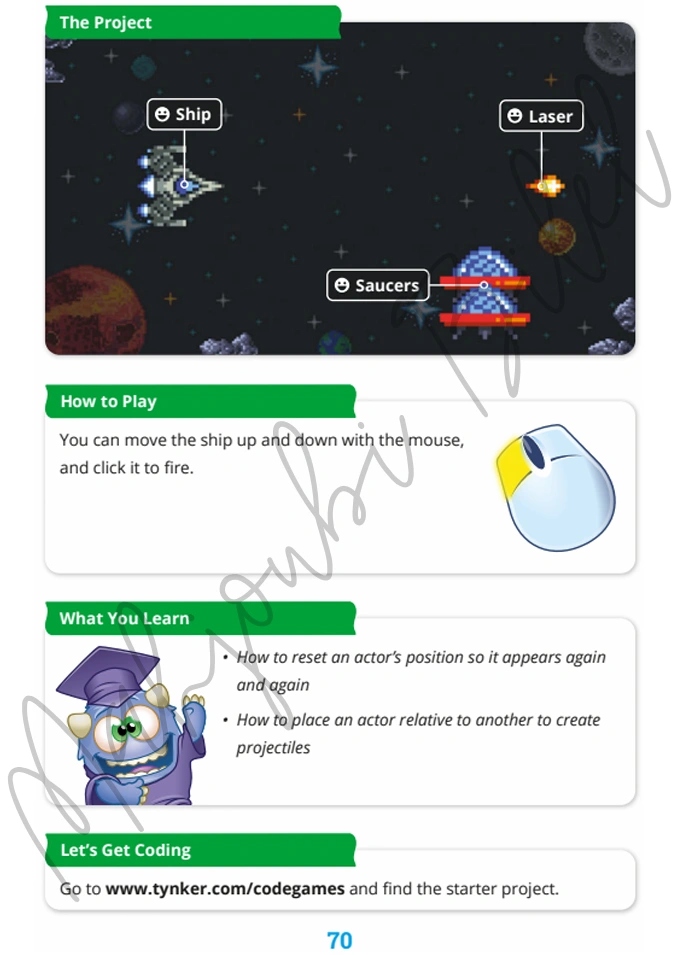 The Project
Ship
Laser
Saucers
How to Play
You can move the ship up and down with the mouse,
and click it to fire.
What You Learn
• How to reset an actor’s position so it appears again
and again
• How to place an actor relative to another to create
projectiles
Let’s Get Coding
Go to www.tynker.com/codegames and find the starter project.
70